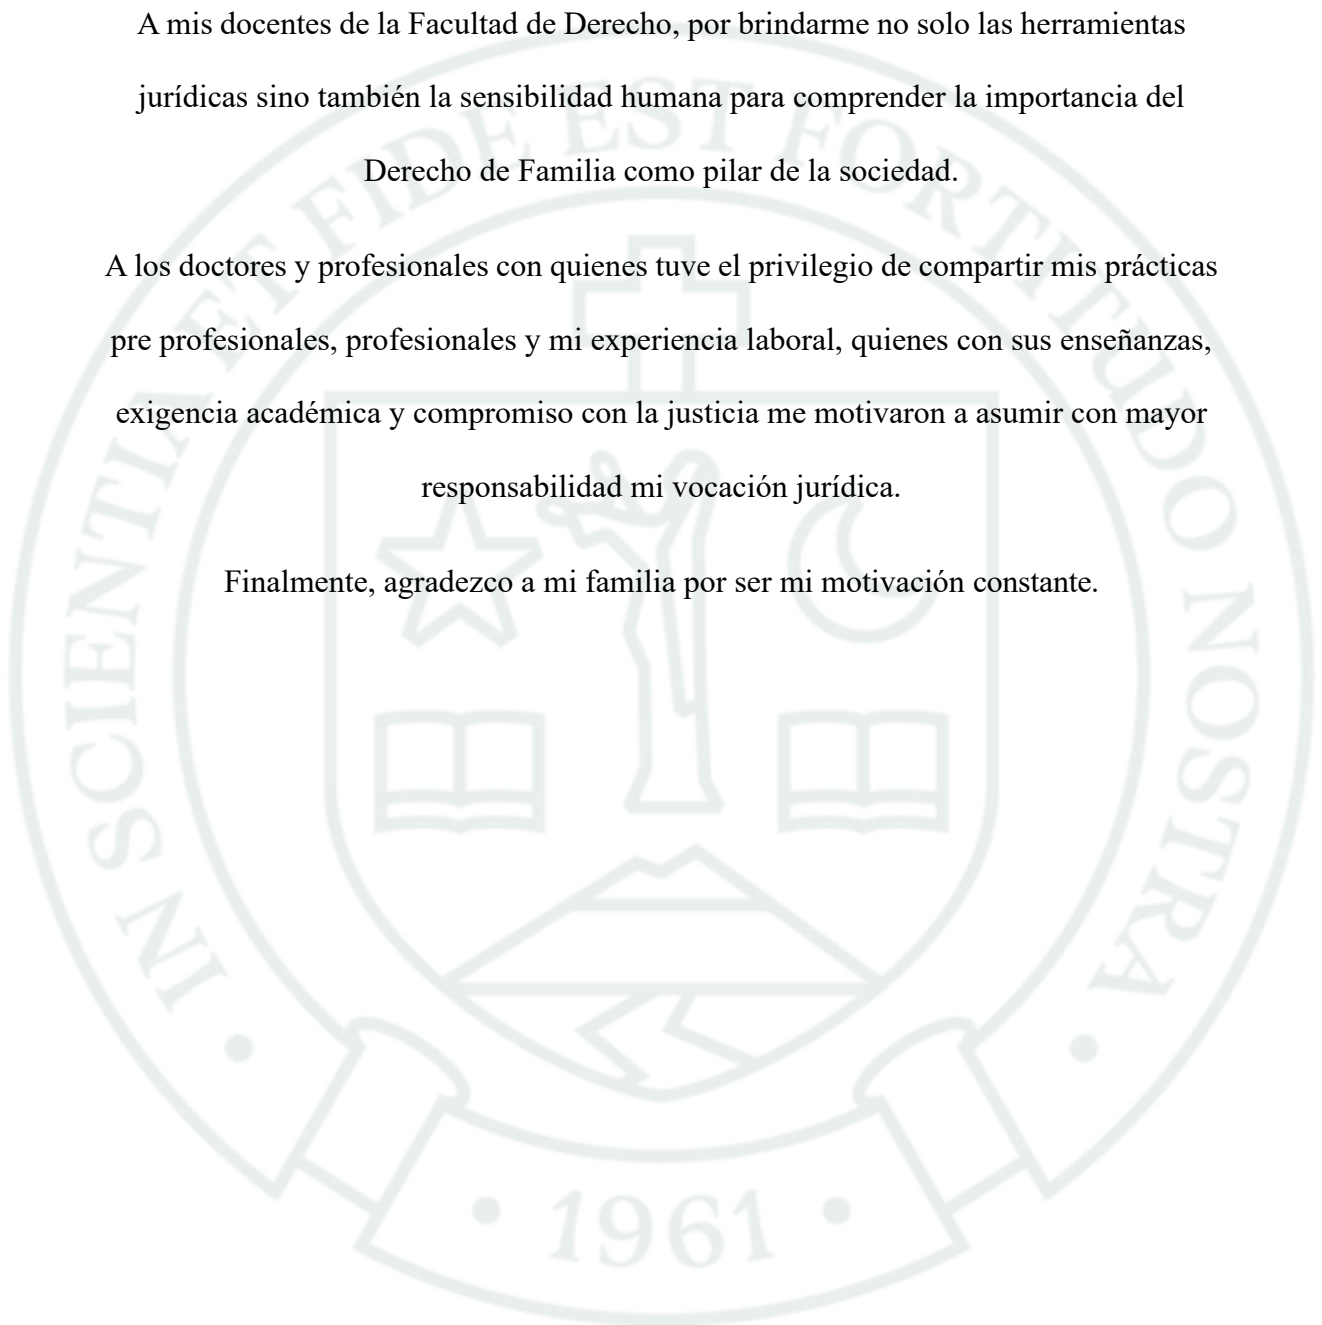 A mis docentes de la Facultad de Derecho, por brindarme no solo las herramientas
jurídicas sino también la sensibilidad humana para comprender la importancia del
Derecho de Familia como pilar de la sociedad.
A los doctores y profesionales con quienes tuve el privilegio de compartir mis prácticas
pre profesionales, profesionales y mi experiencia laboral, quienes con sus enseñanzas,
exigencia académica y compromiso con la justicia me motivaron a asumir con mayor
responsabilidad mi vocación jurídica.
Finalmente, agradezco a mi familia por ser mi motivación constante.
IN SCIENTIA ET FIDE EST FORTITUDO NOSTRA
• 1961 •